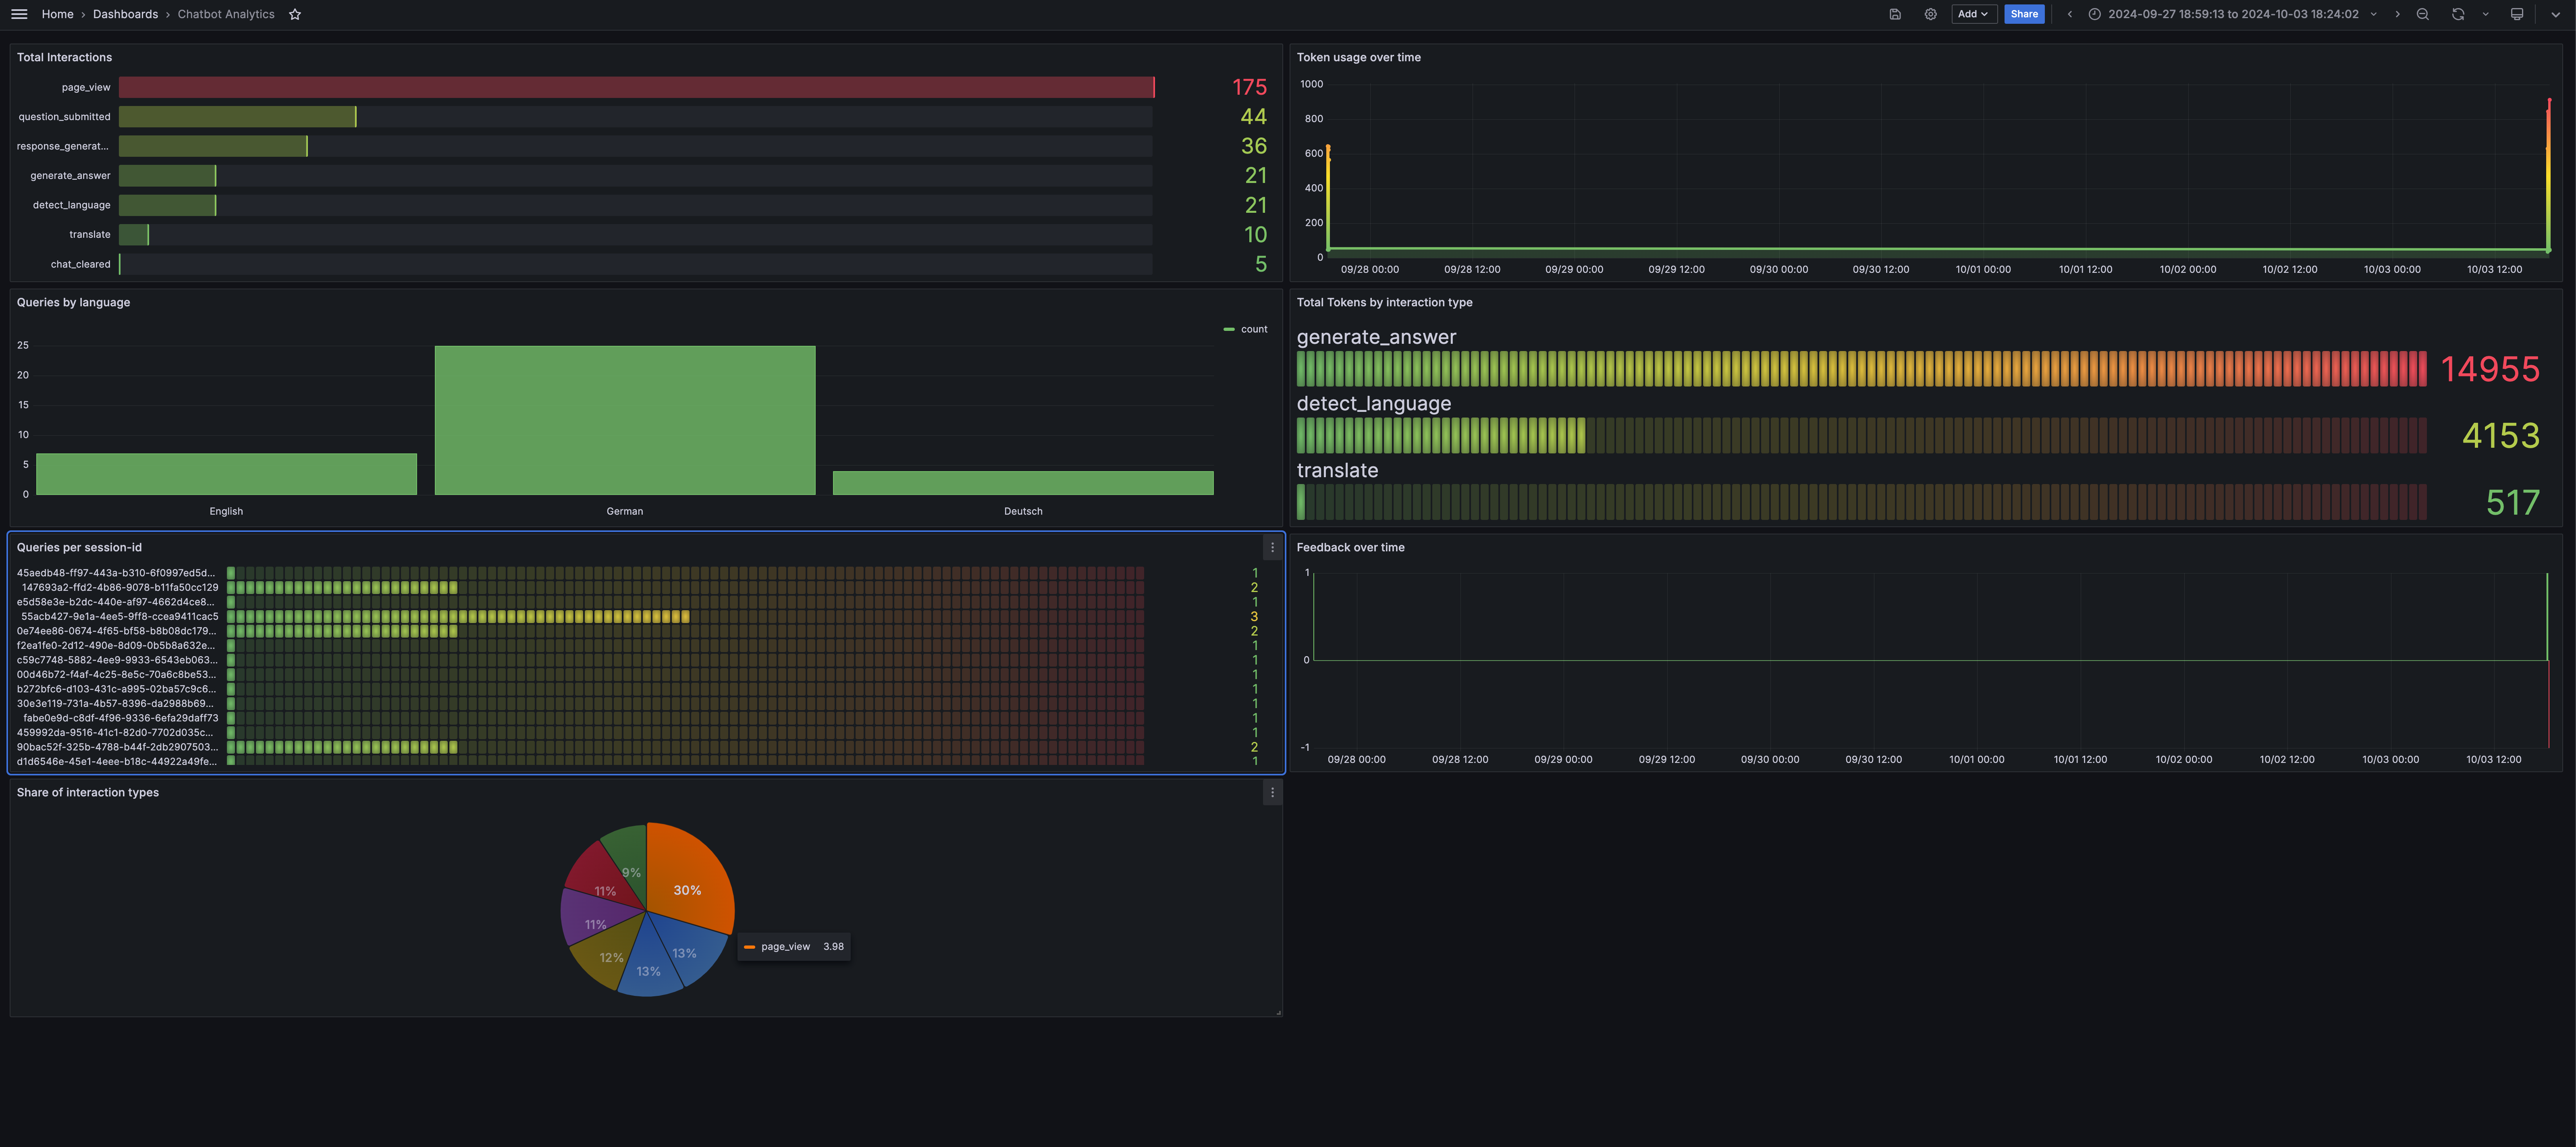 Home › Dashboards › Chatbot Analytics
Add
Share
2024-09-27 18:59:13 to 2024-10-03 18:24:02
Total Interactions
page_view 175
question_submitted 44
response_generat... 36
generate_answer 21
detect_language 21
translate 10
chat_cleared 5
Token usage over time
1000
800
600
400
200
0
09/28 00:00 09/28 12:00 09/29 00:00 09/29 12:00 09/30 00:00 09/30 12:00 10/01 00:00 10/01 12:00 10/02 00:00 10/02 12:00 10/03 00:00 10/03 12:00
Queries by language
count
25
20
15
10
5
0
English German Deutsch
Total Tokens by interaction type
generate_answer
14955
detect_language
4153
translate
517
Queries per session-id
45aedb48-ff97-443a-b310-6f0997ed5d... 1
147693a2-ffd2-4b86-9078-b11fa50cc129 2
e5d58e3e-b2dc-440e-af97-4662d4ce8... 1
55acb427-9e1a-4ee5-9ff8-ccea9411cac5 3
0e74ee86-0674-4f65-bf58-b8b08dc179... 2
f2ea1fe0-2d12-490e-8d09-0b5b8a632e... 1
c59c7748-5882-4ee9-9933-6543eb063... 1
00d46b72-f4af-4c25-8e5c-70a6c8be53... 1
b272bfc6-d103-431c-a995-02ba57c9c6... 1
30e3e119-731a-4b57-8396-da2988b69... 1
fabe0e9d-c8df-4f96-9336-6efa29daff73 1
459992da-9516-41c1-82d0-7702d035c... 1
90bac52f-325b-4788-b44f-2db2907503... 2
d1d6546e-45e1-4eee-b18c-44922a49fe... 1
Feedback over time
1
0
-1
09/28 00:00 09/28 12:00 09/29 00:00 09/29 12:00 09/30 00:00 09/30 12:00 10/01 00:00 10/01 12:00 10/02 00:00 10/02 12:00 10/03 00:00 10/03 12:00
Share of interaction types
9%
30%
11%
11%
13%
12%
13%
page_view 3.98